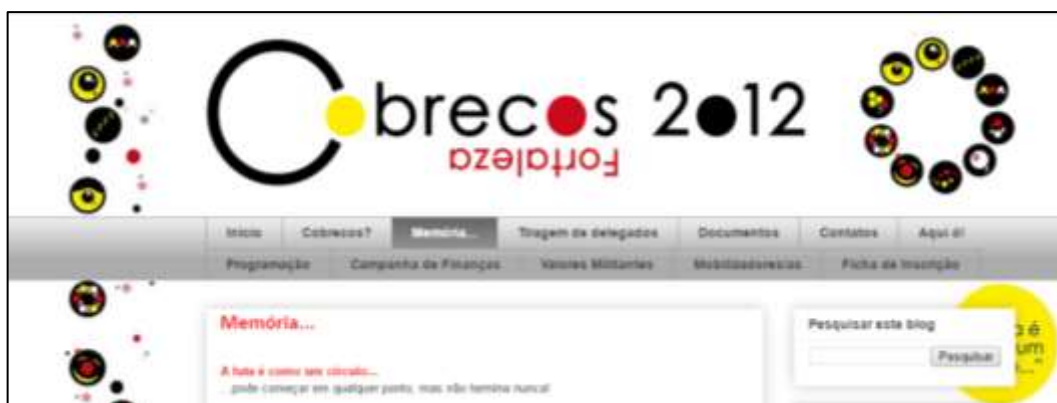 Cobrecos 2012
Fortaleza
Início Cobrecos? Memória... Tiragem de delegados Documentos Contatos Aqui ó!
Programação Campanha de Finanças Valores Militantes Mobilizadores/as Ficha de Inscrição
Memória...
Pesquisar este blog
Pesquisar
A luta é como um círculo...
...pode começar em qualquer ponto, mas não termina nunca!
é
um
..."